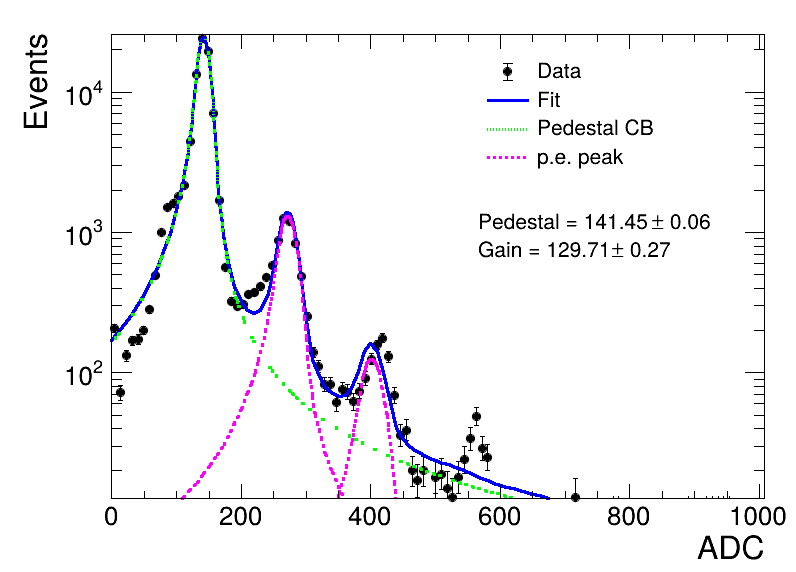 Events
10⁴
10³
10²
Data
Fit
Pedestal CB
p.e. peak
Pedestal = 141.45± 0.06
Gain = 129.71± 0.27
0 200 400 600 800 1000
ADC